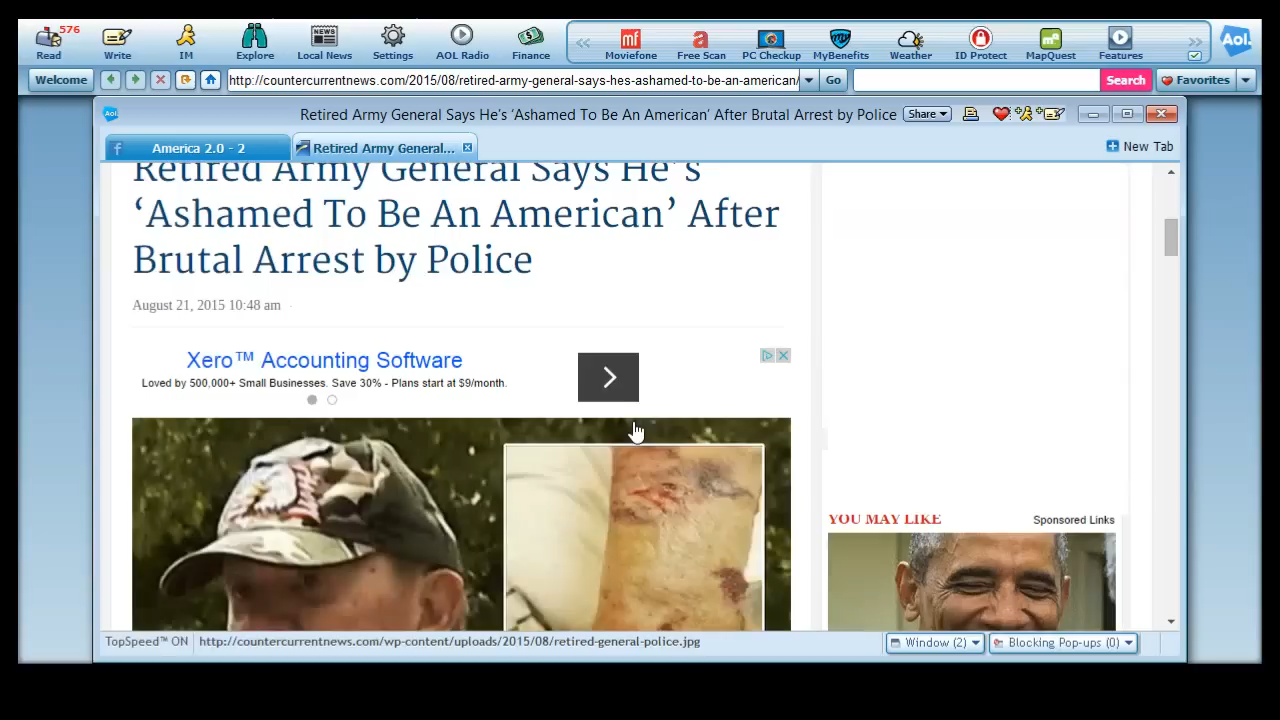 576
Read Write IM Explore Local News Settings AOL Radio Finance Moviefone Free Scan PC Checkup MyBenefits Weather ID Protect MapQuest Features Aol.
Welcome http://countercurrentnews.com/2015/08/retired-army-general-says-hes-ashamed-to-be-an-american/ Go Search Favorites
Aol. Retired Army General Says He's 'Ashamed To Be An American' After Brutal Arrest by Police Share
America 2.0 - 2 Retired Army General... New Tab
Retired Army General Says He's
'Ashamed To Be An American' After
Brutal Arrest by Police
August 21, 2015 10:48 am
Xero™ Accounting Software
Loved by 500,000+ Small Businesses. Save 30% - Plans start at $9/month.
YOU MAY LIKE Sponsored Links
TopSpeed™ ON http://countercurrentnews.com/wp-content/uploads/2015/08/retired-general-police.jpg Window (2) Blocking Pop-ups (0)